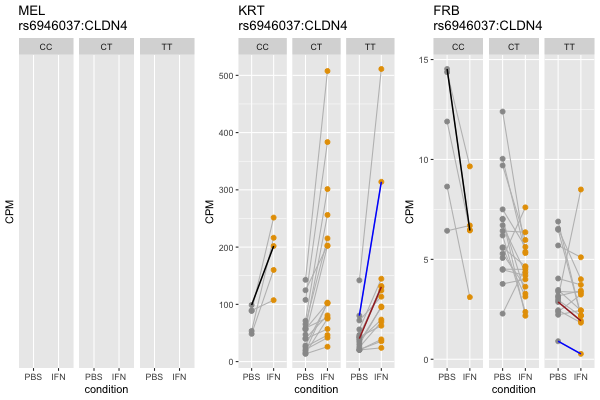 MEL
rs6946037:CLDN4
CC CT TT
CPM
PBS IFN PBS IFN PBS IFN
condition
KRT
rs6946037:CLDN4
CC CT TT
500
400
300
200
100
0
CPM
PBS IFN PBS IFN PBS IFN
condition
FRB
rs6946037:CLDN4
CC CT TT
15
10
5
0
CPM
PBS IFN PBS IFN PBS IFN
condition